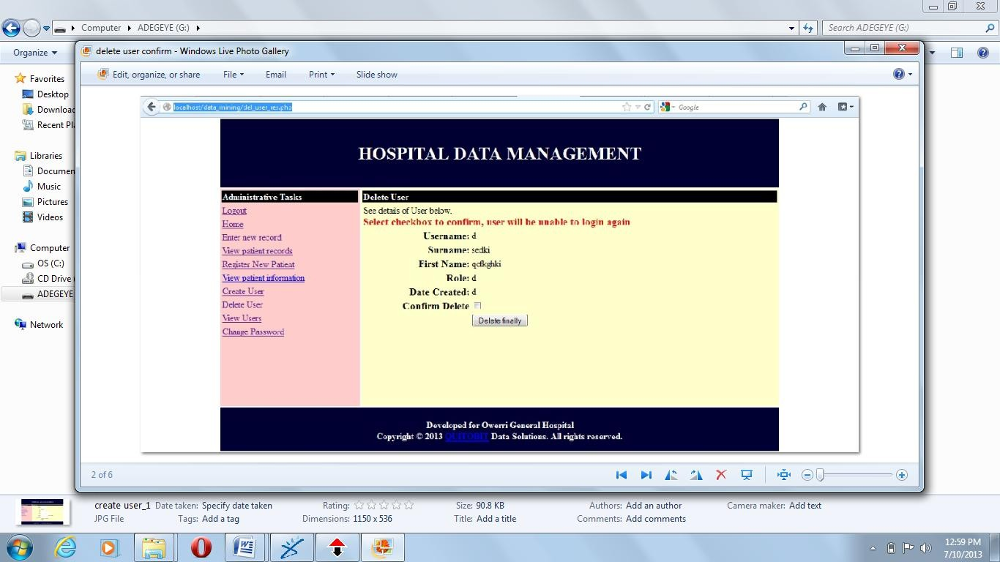 Computer ADEGEYE (G:) Search ADEGEYE (G:)
Organize
Favorites
Desktop
Downloa
Recent Pl
Libraries
Documen
Music
Pictures
Videos
Computer
OS (C:)
CD Drive
ADEGEYE
Network
delete user confirm - Windows Live Photo Gallery
Edit, organize, or share File Email Print Slide show
localhost/data_mining/del_user_res.php Google
HOSPITAL DATA MANAGEMENT
Administrative Tasks
Logout
Home
Enter new record
View patient records
Register New Patient
View patient information
Create User
Delete User
View Users
Change Password
Delete User
See details of User below.
Select checkbox to confirm, user will be unable to login again
Username: d
Surname: sedki
First Name: qcfkghki
Role: d
Date Created: d
Confirm Delete
Delete finally
Developed for Owerri General Hospital
Copyright © 2013 QUITOBIT Data Solutions. All rights reserved.
2 of 6
create user_1 Date taken: Specify date taken Rating: Size: 90.8 KB Authors: Add an author Camera maker: Add text
JPG File Tags: Add a tag Dimensions: 1150 x 536 Title: Add a title Comments: Add comments
12:59 PM
7/10/2013